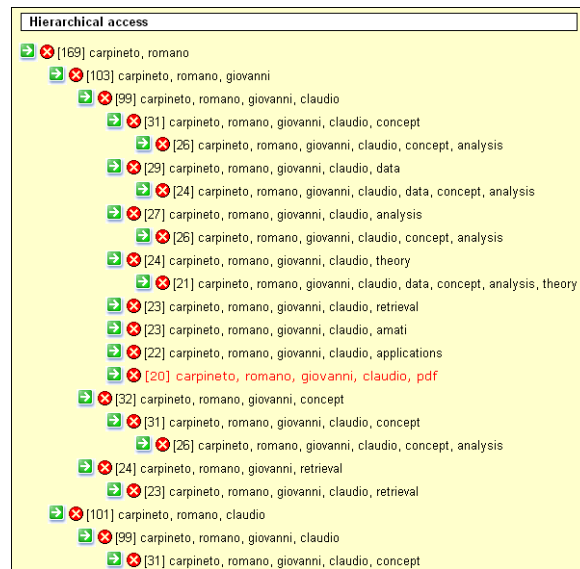 Hierarchical access
[169] carpineto, romano
[103] carpineto, romano, giovanni
[99] carpineto, romano, giovanni, claudio
[31] carpineto, romano, giovanni, claudio, concept
[26] carpineto, romano, giovanni, claudio, concept, analysis
[29] carpineto, romano, giovanni, claudio, data
[24] carpineto, romano, giovanni, claudio, data, concept, analysis
[27] carpineto, romano, giovanni, claudio, analysis
[26] carpineto, romano, giovanni, claudio, concept, analysis
[24] carpineto, romano, giovanni, claudio, theory
[21] carpineto, romano, giovanni, claudio, data, concept, analysis, theory
[23] carpineto, romano, giovanni, claudio, retrieval
[23] carpineto, romano, giovanni, claudio, amati
[22] carpineto, romano, giovanni, claudio, applications
[20] carpineto, romano, giovanni, claudio, pdf
[32] carpineto, romano, giovanni, concept
[31] carpineto, romano, giovanni, claudio, concept
[26] carpineto, romano, giovanni, claudio, concept, analysis
[24] carpineto, romano, giovanni, retrieval
[23] carpineto, romano, giovanni, claudio, retrieval
[101] carpineto, romano, claudio
[99] carpineto, romano, giovanni, claudio
[31] carpineto, romano, giovanni, claudio, concept